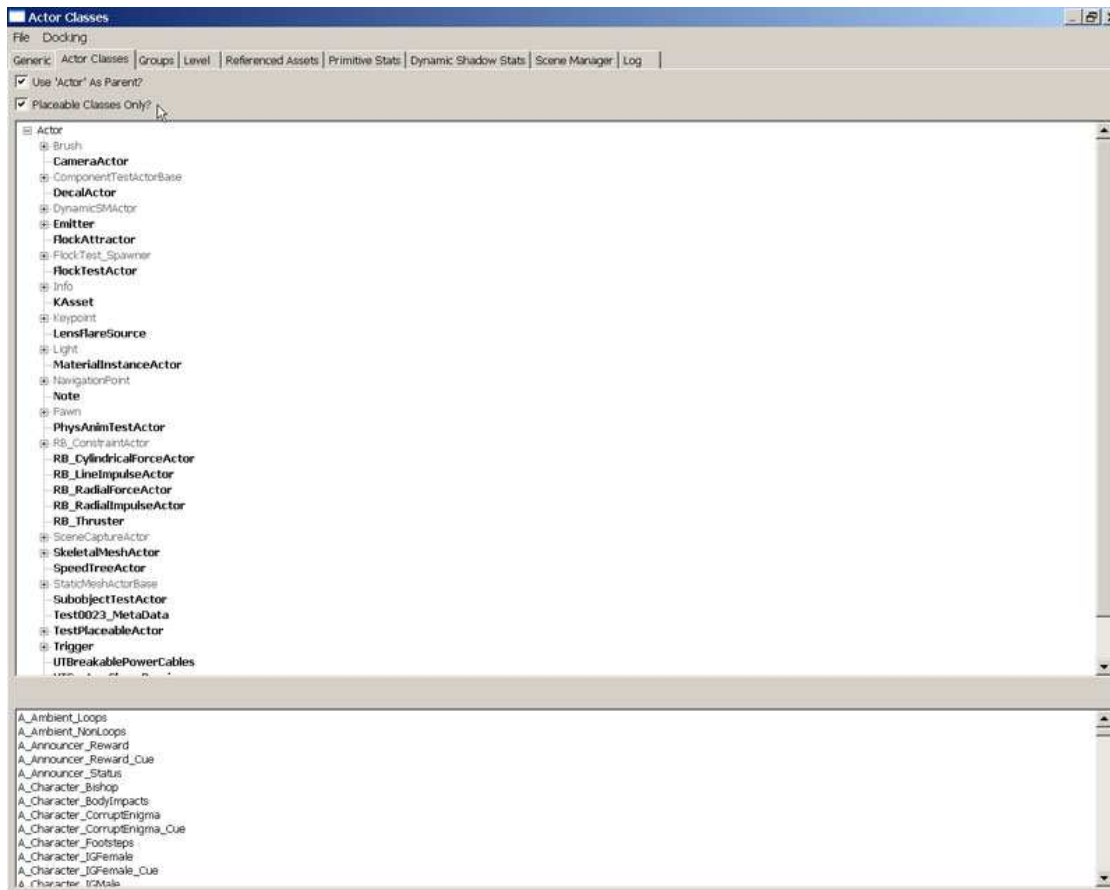 Actor Classes
File Docking
Generic Actor Classes Groups Level Referenced Assets Primitive Stats Dynamic Shadow Stats Scene Manager Log
Use 'Actor' As Parent?
Placeable Classes Only?
Actor
Brush
CameraActor
ComponentTestActorBase
DecalActor
DynamicSMActor
Emitter
FlockAttractor
FlockTest_Spawner
FlockTestActor
Info
KAsset
Keypoint
LensFlareSource
Light
MaterialInstanceActor
NavigationPoint
Note
Pawn
PhysAnimTestActor
RB_ConstraintActor
RB_CylindricalForceActor
RB_LineImpulseActor
RB_RadialForceActor
RB_RadialImpulseActor
RB_Thruster
SceneCaptureActor
SkeletalMeshActor
SpeedTreeActor
StaticMeshActorBase
SubobjectTestActor
Test0023_MetaData
TestPlaceableActor
Trigger
UTBreakablePowerCables
A_Ambient_Loops
A_Ambient_NonLoops
A_Announcer_Reward
A_Announcer_Reward_Cue
A_Announcer_Status
A_Character_Bishop
A_Character_BodyImpacts
A_Character_CorruptEnigma
A_Character_CorruptEnigma_Cue
A_Character_Footsteps
A_Character_IGFemale
A_Character_IGFemale_Cue
A_Character_IGMale